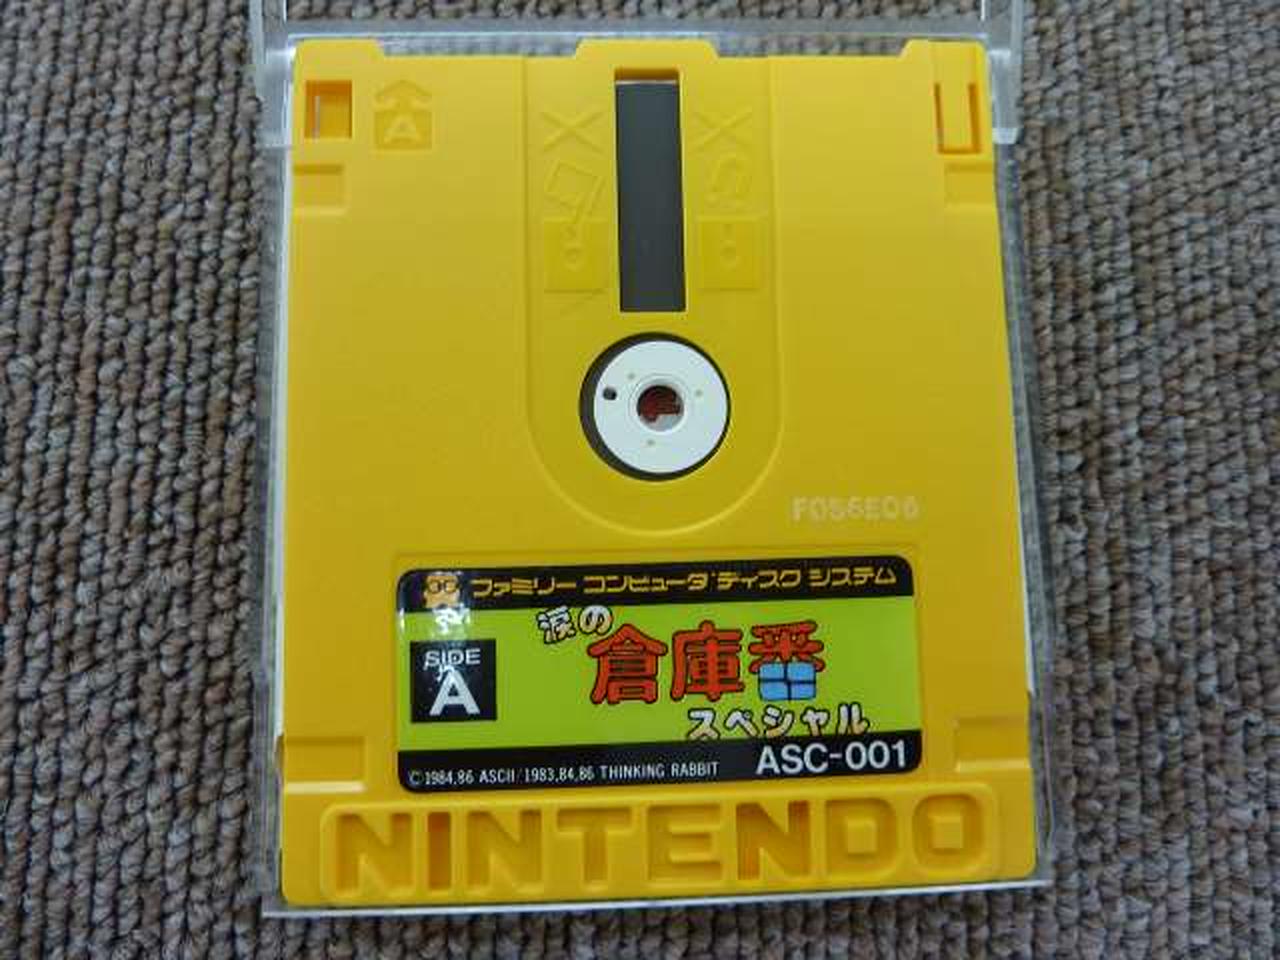 A
F056E06
ファミリー コンピュータ ディスク システム
涙の
倉庫番
スペシャル
SIDE
A
ASC-001
©1984,86 ASCII / 1983,84,86 THINKING RABBIT
NINTENDO